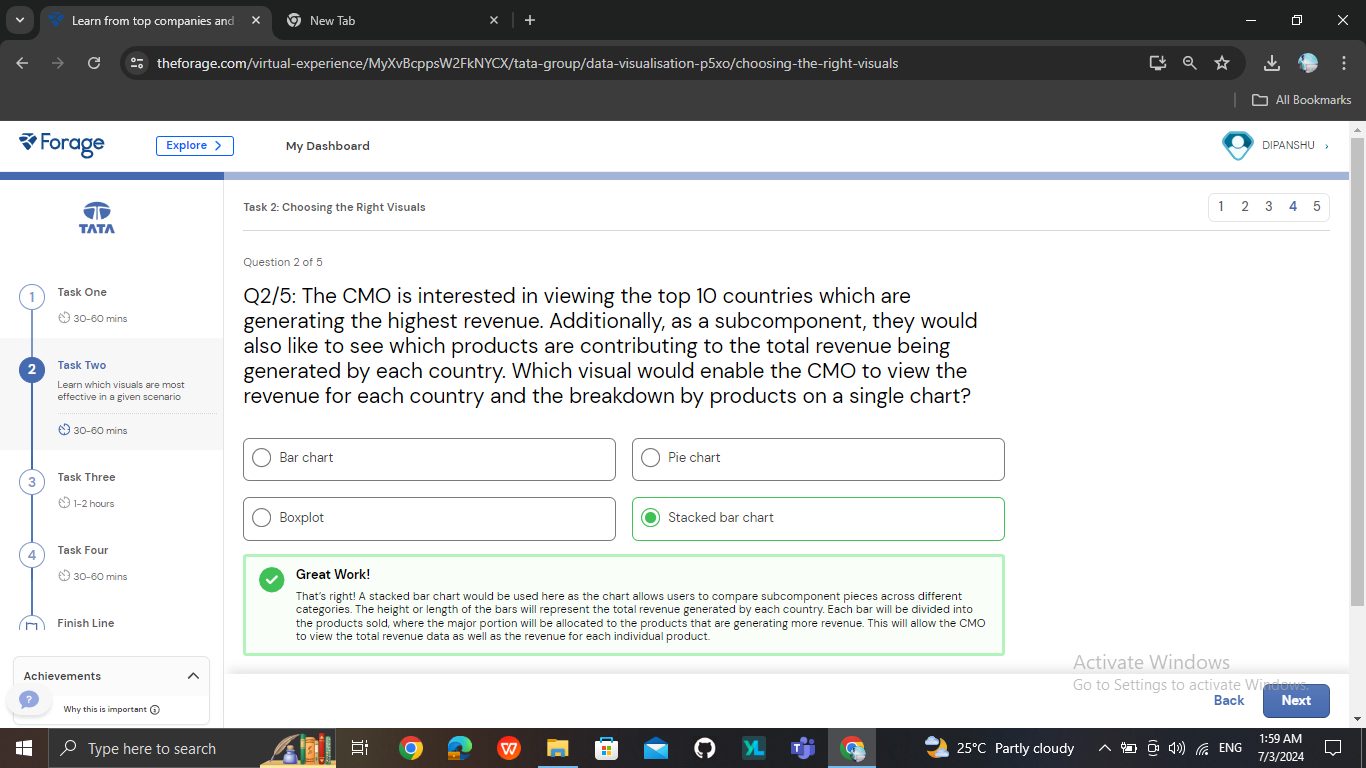 Learn from top companies and
New Tab
theforage.com/virtual-experience/MyXvBcppsW2FkNYCX/tata-group/data-visualisation-p5xo/choosing-the-right-visuals
All Bookmarks
Forage
Explore
My Dashboard
DIPANSHU
TATA
Task 2: Choosing the Right Visuals
1 2 3 4 5
1
Task One
30-60 mins
2
Task Two
Learn which visuals are most
effective in a given scenario
30-60 mins
3
Task Three
1-2 hours
4
Task Four
30-60 mins
Finish Line
Achievements
?
Why this is important
Question 2 of 5
Q2/5: The CMO is interested in viewing the top 10 countries which are
generating the highest revenue. Additionally, as a subcomponent, they would
also like to see which products are contributing to the total revenue being
generated by each country. Which visual would enable the CMO to view the
revenue for each country and the breakdown by products on a single chart?
Bar chart
Pie chart
Boxplot
Stacked bar chart
Great Work!
That's right! A stacked bar chart would be used here as the chart allows users to compare subcomponent pieces across different
categories. The height or length of the bars will represent the total revenue generated by each country. Each bar will be divided into
the products sold, where the major portion will be allocated to the products that are generating more revenue. This will allow the CMO
to view the total revenue data as well as the revenue for each individual product.
Activate Windows
Go to Settings to activate Windows.
Back
Next
Type here to search
W
YL
25°C Partly cloudy
ENG
1:59 AM
7/3/2024